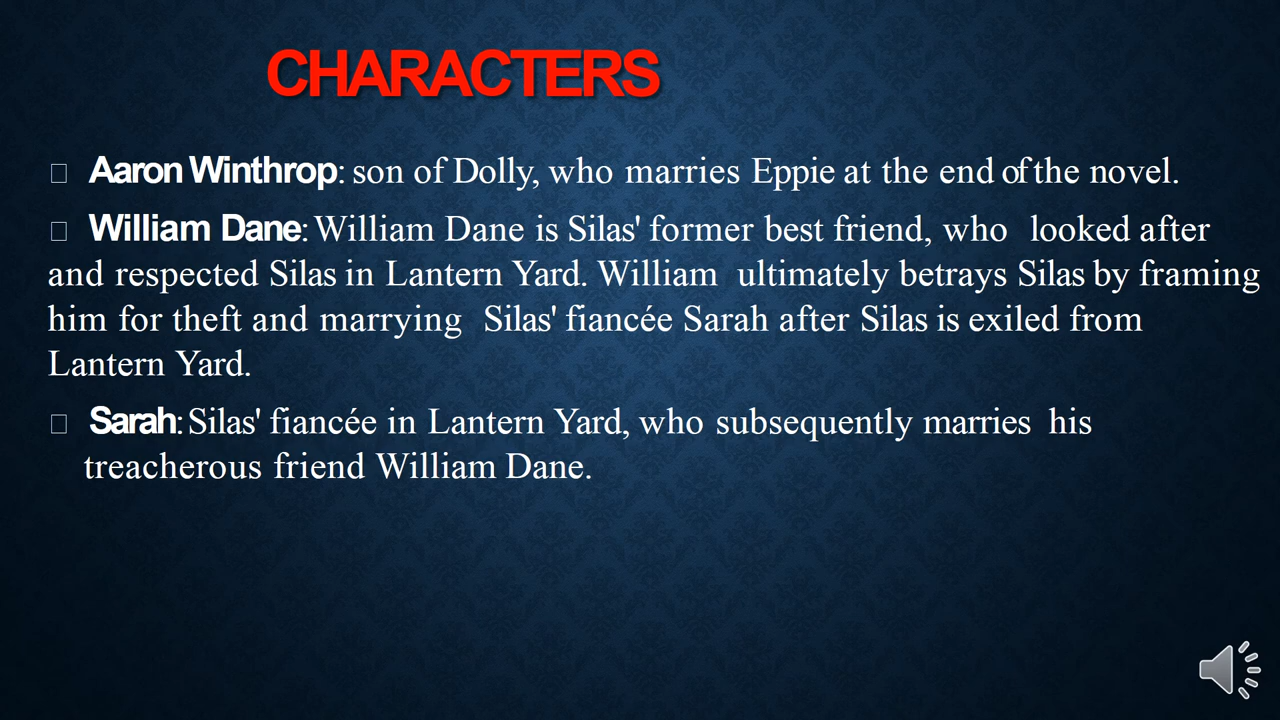 CHARACTERS
□ Aaron Winthrop: son of Dolly, who marries Eppie at the end of the novel.
□ William Dane: William Dane is Silas' former best friend, who looked after
and respected Silas in Lantern Yard. William ultimately betrays Silas by framing
him for theft and marrying Silas' fiancée Sarah after Silas is exiled from
Lantern Yard.
□ Sarah: Silas' fiancée in Lantern Yard, who subsequently marries his
treacherous friend William Dane.